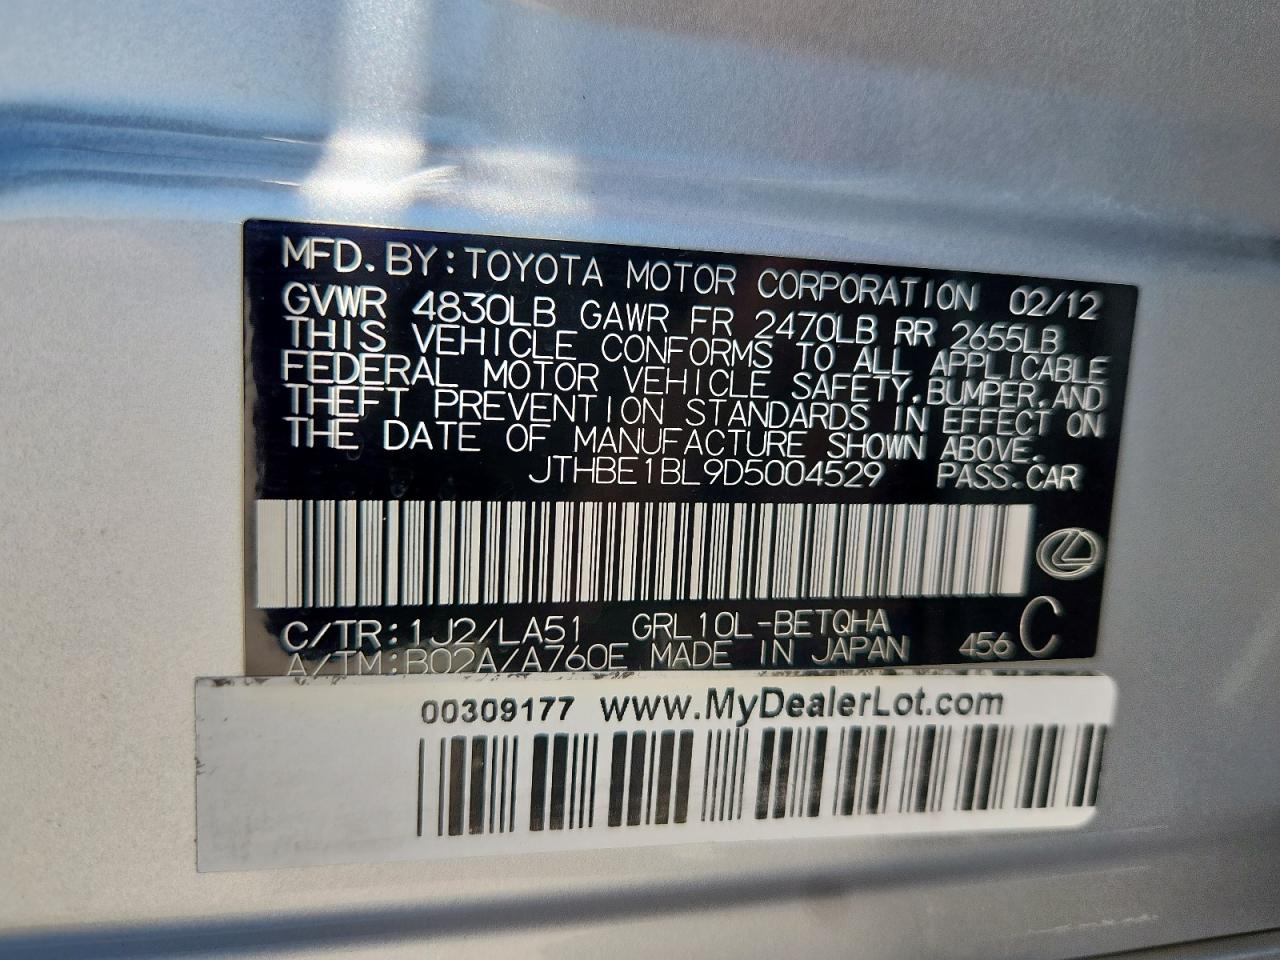 MFD. BY: TOYOTA MOTOR CORPORATION 02/12
GVWR 4830LB GAWR FR 2470LB RR 2655LB
THIS VEHICLE CONFORMS TO ALL APPLICABLE
FEDERAL MOTOR VEHICLE SAFETY, BUMPER, AND
THEFT PREVENTION STANDARDS IN EFFECT ON
THE DATE OF MANUFACTURE SHOWN ABOVE.
JTHBE1BL9D5004529 PASS. CAR
C/TR: 1J2/LA51 GRL10L-BETQHA
A/TM: B02A/A760E MADE IN JAPAN 456 C
00309177 www.MyDealerLot.com